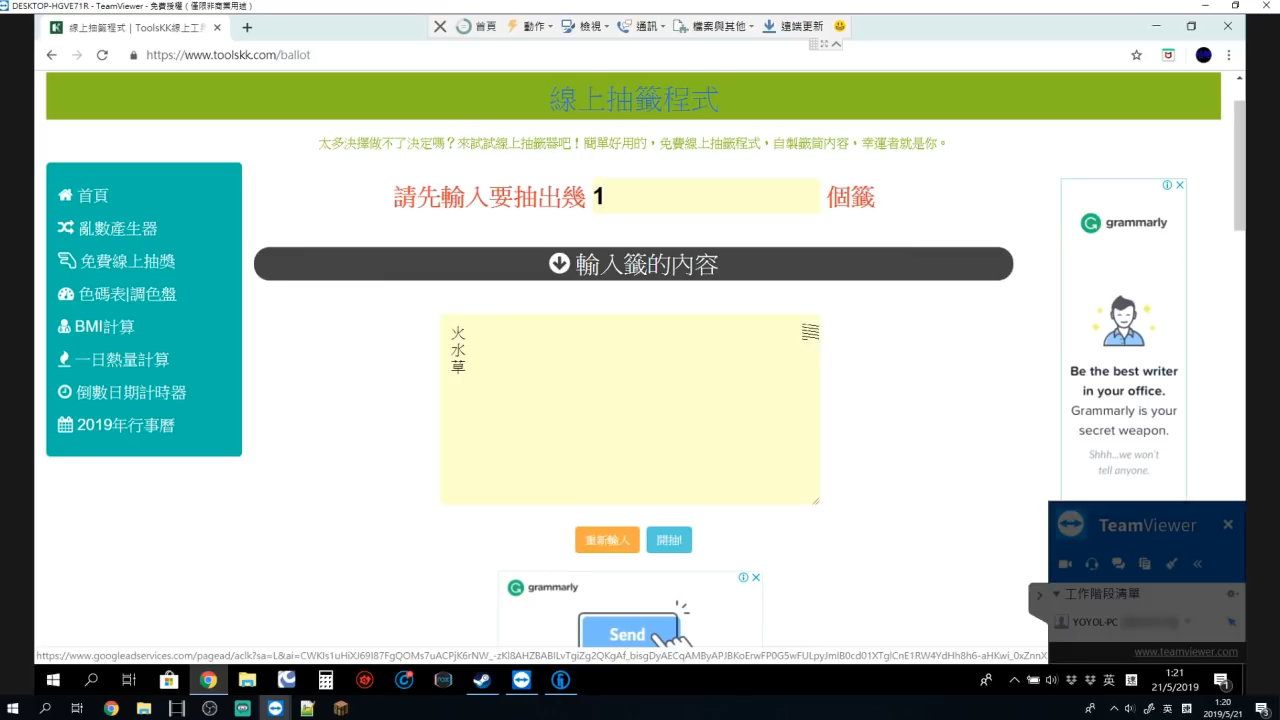 DESKTOP-HGVE71R - TeamViewer - 免費授權 (僅限非商業用途)
線上抽籤程式 | ToolsKK線上工具
首頁
動作
檢視
通訊
檔案與其他
遠端更新
https://www.toolskk.com/ballot
線上抽籤程式
太多決擇做不了決定嗎？來試試線上抽籤器吧！簡單好用的，免費線上抽籤程式，自製籤筒內容，幸運者就是你。
首頁
亂數產生器
免費線上抽獎
色碼表|調色盤
BMI計算
一日熱量計算
倒數日期計時器
2019年行事曆
請先輸入要抽出幾 1 個籤
輸入籤的內容
火
水
草
重新輸入
開抽!
grammarly
Be the best writer
in your office.
Grammarly is your
secret weapon.
Shhh...we won't
tell anyone.
grammarly
Send
TeamViewer
工作階段清單
YOYOL-PC
www.teamviewer.com
1:21
21/5/2019
英
1:20
2019/5/21
英